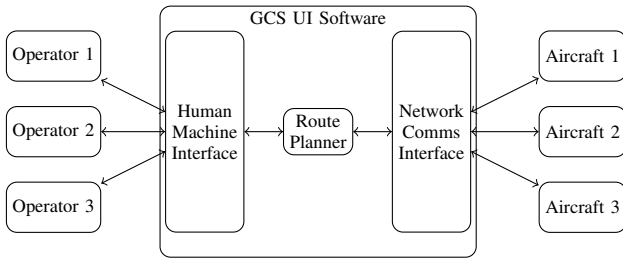 GCS UI Software
Operator 1
Operator 2
Operator 3
Human
Machine
Interface
Route
Planner
Network
Comms
Interface
Aircraft 1
Aircraft 2
Aircraft 3